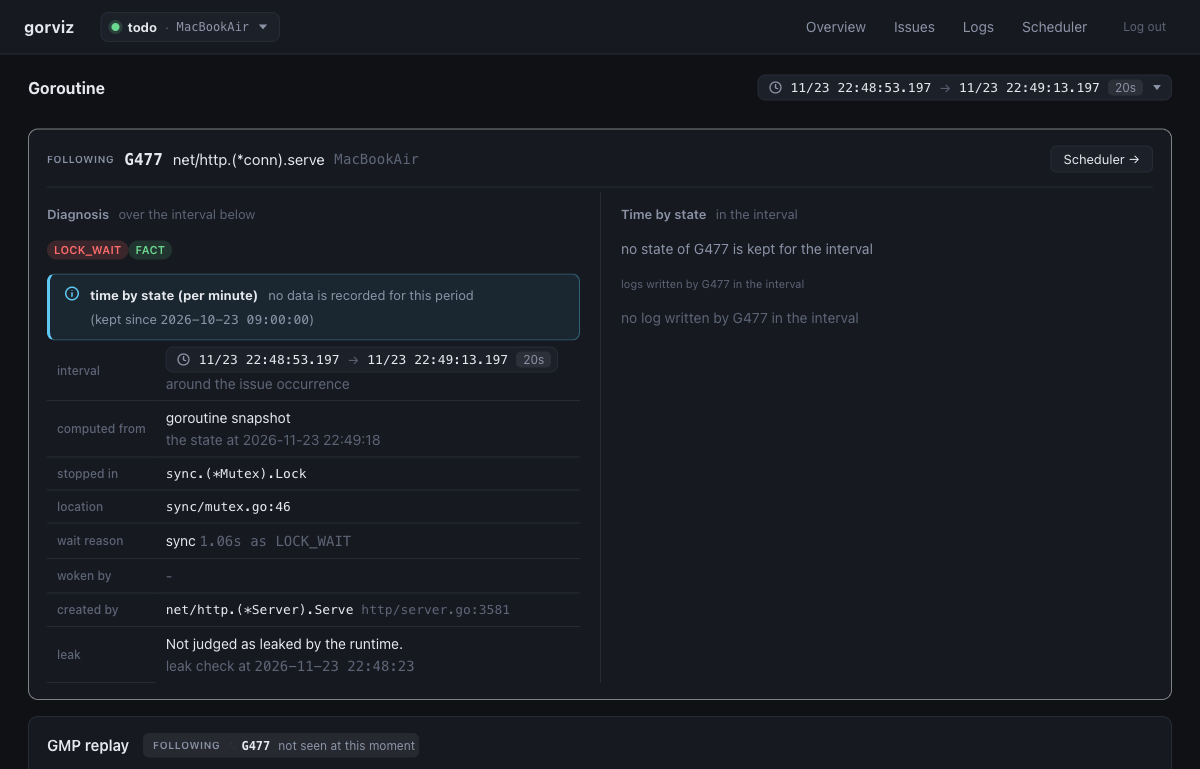 gorviz
todo · MacBookAir
Overview Issues Logs Scheduler Log out
Goroutine
11/23 22:48:53.197 → 11/23 22:49:13.197 20s
FOLLOWING G477 net/http.(*conn).serve MacBookAir
Scheduler →
Diagnosis over the interval below
LOCK_WAIT FACT
time by state (per minute) no data is recorded for this period
(kept since 2026-10-23 09:00:00)
interval
11/23 22:48:53.197 → 11/23 22:49:13.197 20s
around the issue occurrence
computed from
goroutine snapshot
the state at 2026-11-23 22:49:18
stopped in sync.(*Mutex).Lock
location sync/mutex.go:46
wait reason sync 1.06s as LOCK_WAIT
woken by -
created by net/http.(*Server).Serve http/server.go:3581
leak
Not judged as leaked by the runtime.
leak check at 2026-11-23 22:48:23
Time by state in the interval
no state of G477 is kept for the interval
logs written by G477 in the interval
no log written by G477 in the interval
GMP replay FOLLOWING G477 not seen at this moment